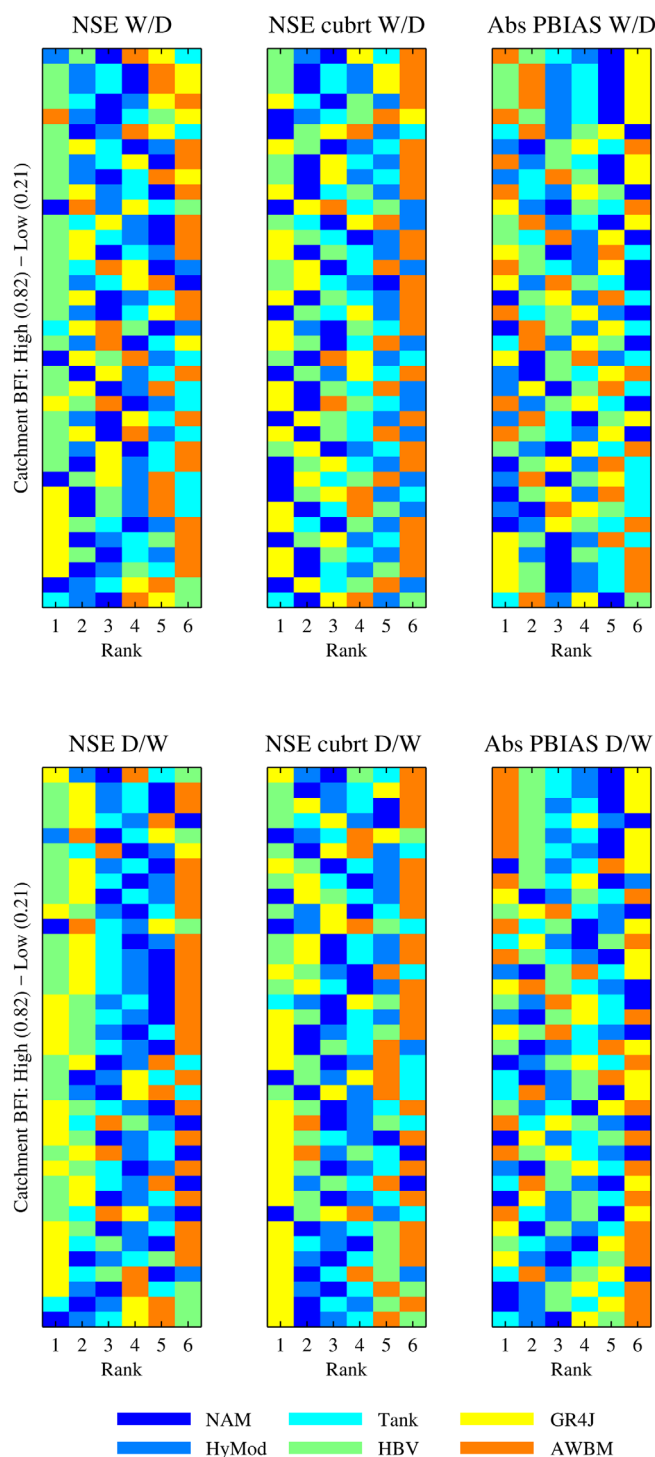 NSE W/D NSE cubrt W/D Abs PBIAS W/D
Catchment BFI: High (0.82) − Low (0.21)
1 2 3 4 5 6 1 2 3 4 5 6 1 2 3 4 5 6
Rank Rank Rank
NSE D/W NSE cubrt D/W Abs PBIAS D/W
Catchment BFI: High (0.82) − Low (0.21)
1 2 3 4 5 6 1 2 3 4 5 6 1 2 3 4 5 6
Rank Rank Rank
NAM Tank GR4J
HyMod HBV AWBM